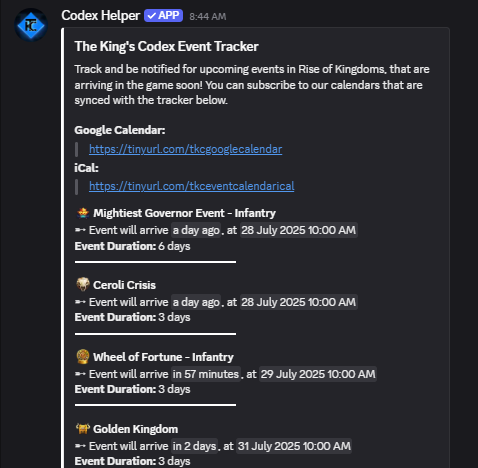 Codex Helper ✓ APP 8:44 AM
The King's Codex Event Tracker
Track and be notified for upcoming events in Rise of Kingdoms, that are
arriving in the game soon! You can subscribe to our calendars that are
synced with the tracker below.
Google Calendar:
https://tinyurl.com/tkcgooglecalendar
iCal:
https://tinyurl.com/tkceventcalendarical
Mightiest Governor Event - Infantry
➸ Event will arrive a day ago, at 28 July 2025 10:00 AM
Event Duration: 6 days
Ceroli Crisis
➸ Event will arrive a day ago, at 28 July 2025 10:00 AM
Event Duration: 3 days
Wheel of Fortune - Infantry
➸ Event will arrive in 57 minutes, at 29 July 2025 10:00 AM
Event Duration: 3 days
Golden Kingdom
➸ Event will arrive in 2 days, at 31 July 2025 10:00 AM
Event Duration: 3 days